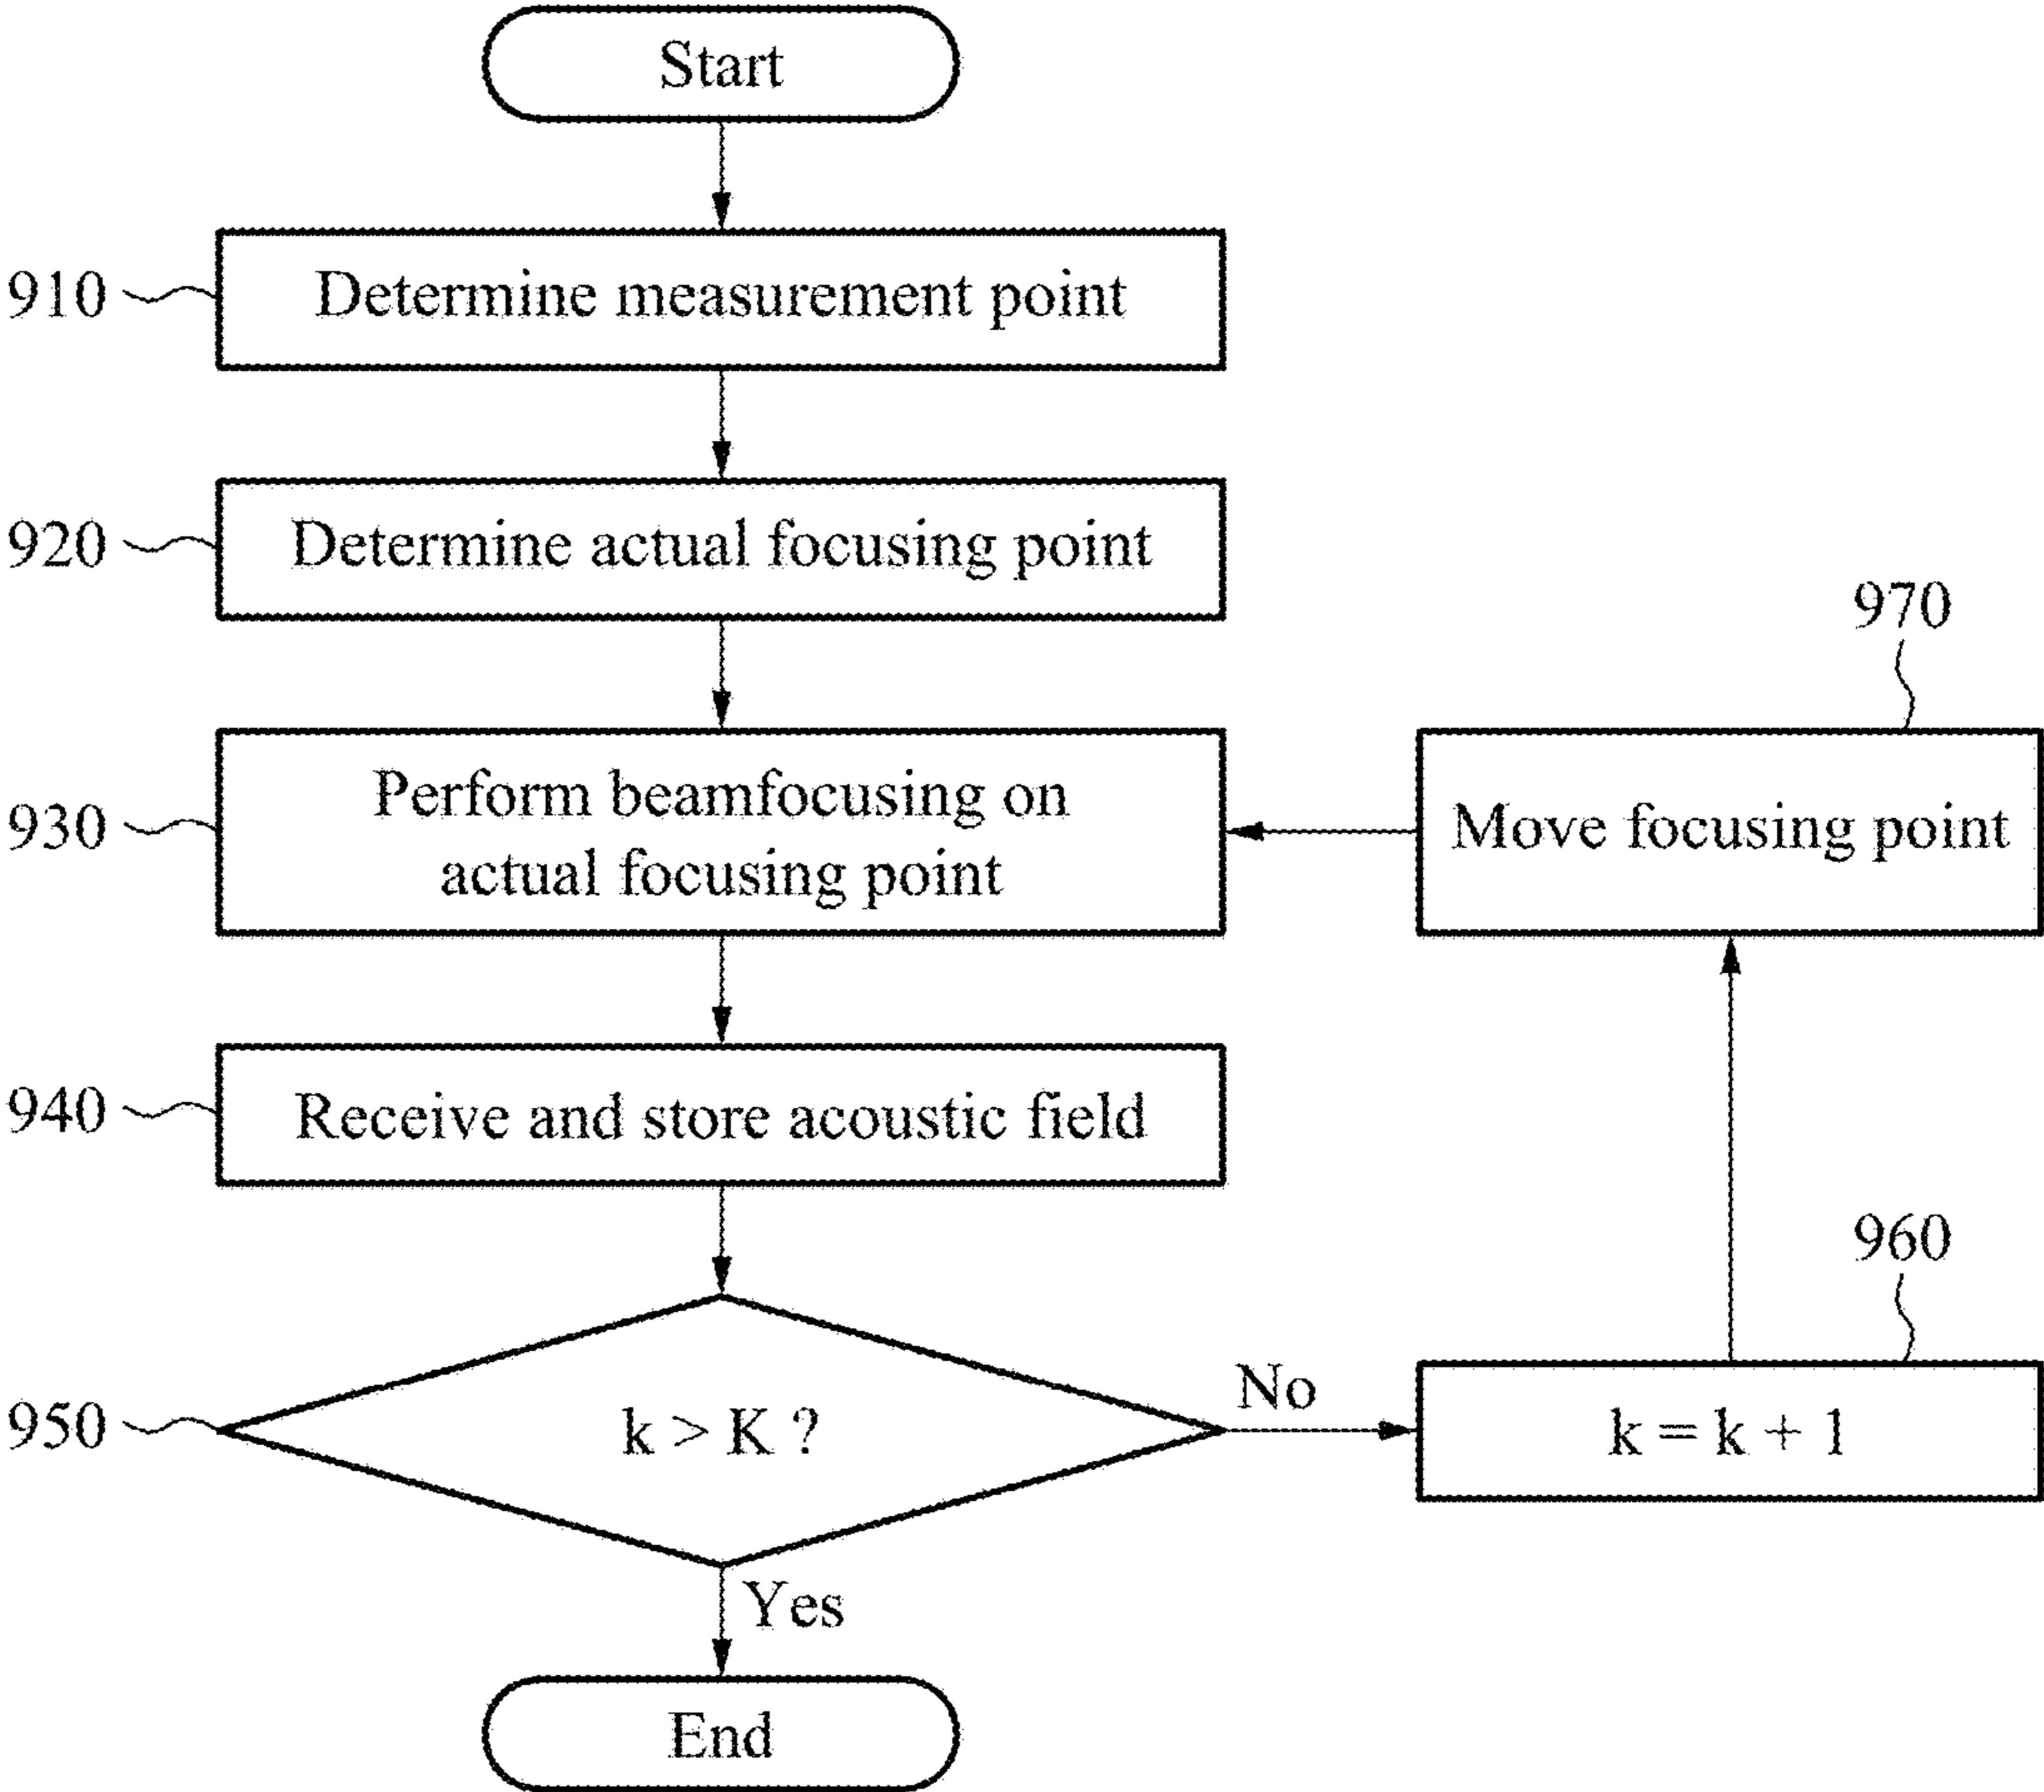 Start
910
Determine measurement point
920
Determine actual focusing point
970
930
Perform beamfocusing on
actual focusing point
Move focusing point
940
Receive and store acoustic field
960
950
k > K ?
No
k = k + 1
Yes
End